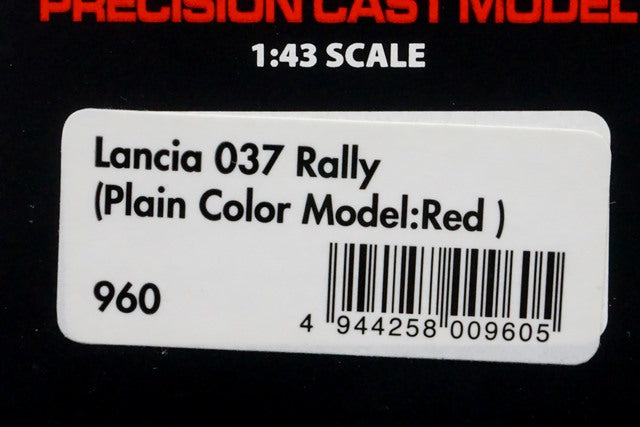 PRECISION CAST MODEL
1:43 SCALE
Lancia 037 Rally
(Plain Color Model:Red )
960
4 944258 009605